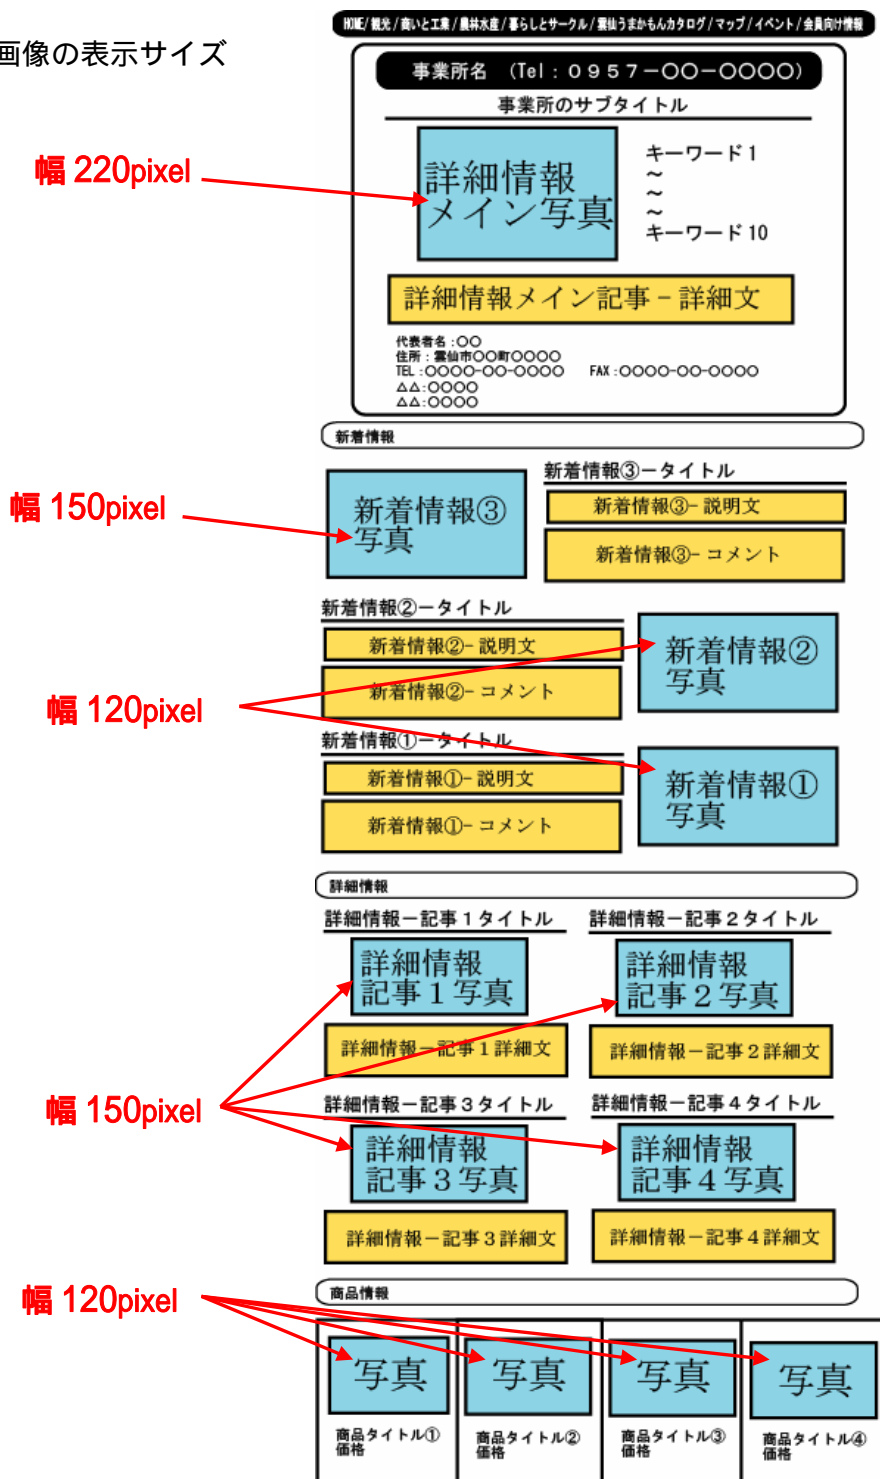 HOME/観光/商いと工業/農林水産/暮らしとサークル/雲仙うまかもんカタログ/マップ/イベント/会員向け情報
画像の表示サイズ
事業所名 （Tel：０９５７－〇〇－〇〇〇〇）
事業所のサブタイトル
幅 220pixel
詳細情報
メイン写真
キーワード1
～
～
～
キーワード10
詳細情報メイン記事－詳細文
代表者名：〇〇
住所：雲仙市〇〇町〇〇〇〇
TEL：〇〇〇〇-〇〇-〇〇〇〇 FAX：〇〇〇〇-〇〇-〇〇〇〇
△△：〇〇〇〇
△△：〇〇〇〇
新着情報
幅 150pixel
新着情報③
写真
新着情報③－タイトル
新着情報③－説明文
新着情報③－コメント
新着情報②－タイトル
新着情報②－説明文
新着情報②－コメント
新着情報②
写真
幅 120pixel
新着情報①－タイトル
新着情報①－説明文
新着情報①－コメント
新着情報①
写真
詳細情報
詳細情報－記事１タイトル
詳細情報
記事１写真
詳細情報－記事１詳細文
詳細情報－記事２タイトル
詳細情報
記事２写真
詳細情報－記事２詳細文
幅 150pixel
詳細情報－記事３タイトル
詳細情報
記事３写真
詳細情報－記事３詳細文
詳細情報－記事４タイトル
詳細情報
記事４写真
詳細情報－記事４詳細文
商品情報
幅 120pixel
写真
商品タイトル①
価格
写真
商品タイトル②
価格
写真
商品タイトル③
価格
写真
商品タイトル④
価格